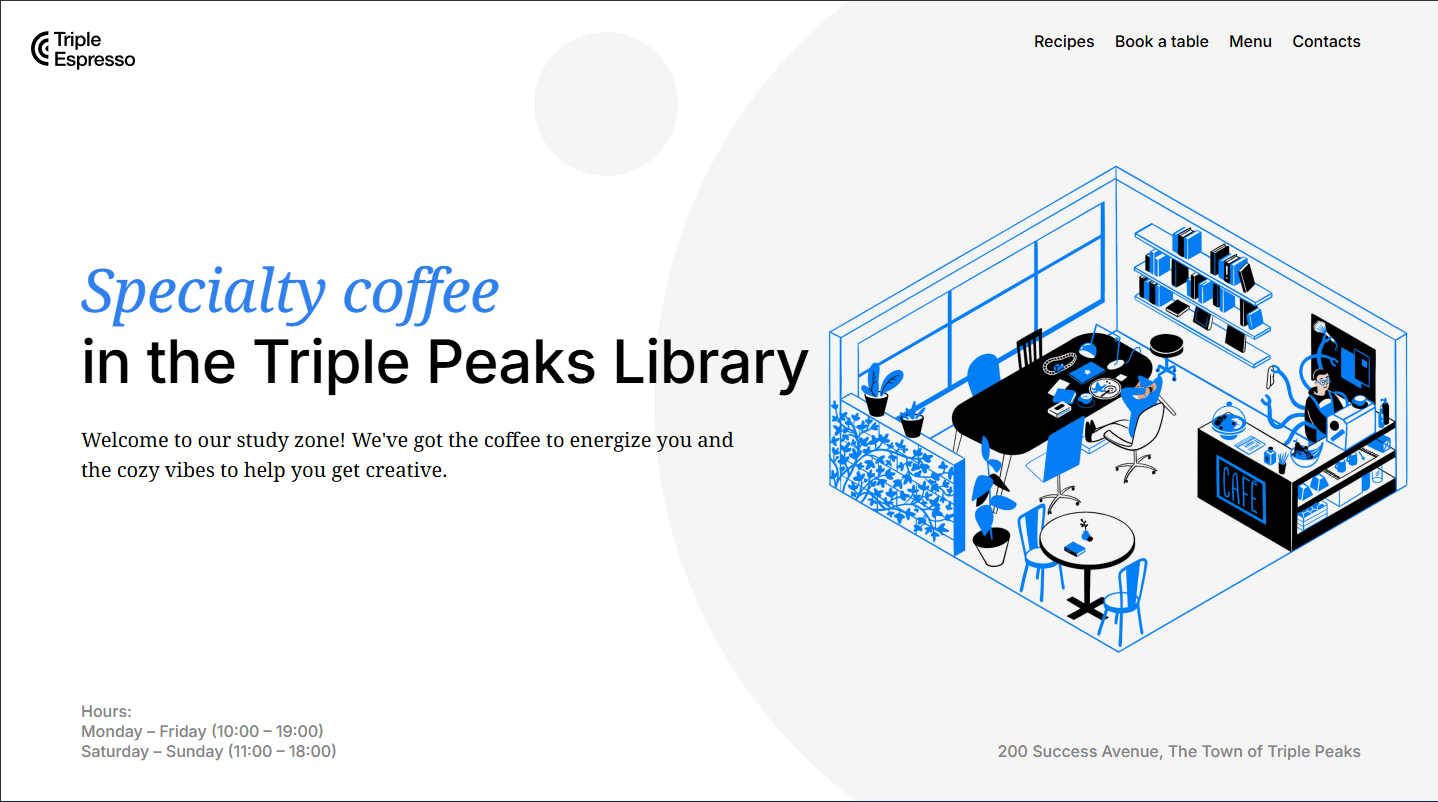 Triple
Espresso
Recipes Book a table Menu Contacts
Specialty coffee
in the Triple Peaks Library
Welcome to our study zone! We've got the coffee to energize you and
the cozy vibes to help you get creative.
CAFE
Hours:
Monday – Friday (10:00 – 19:00)
Saturday – Sunday (11:00 – 18:00)
200 Success Avenue, The Town of Triple Peaks